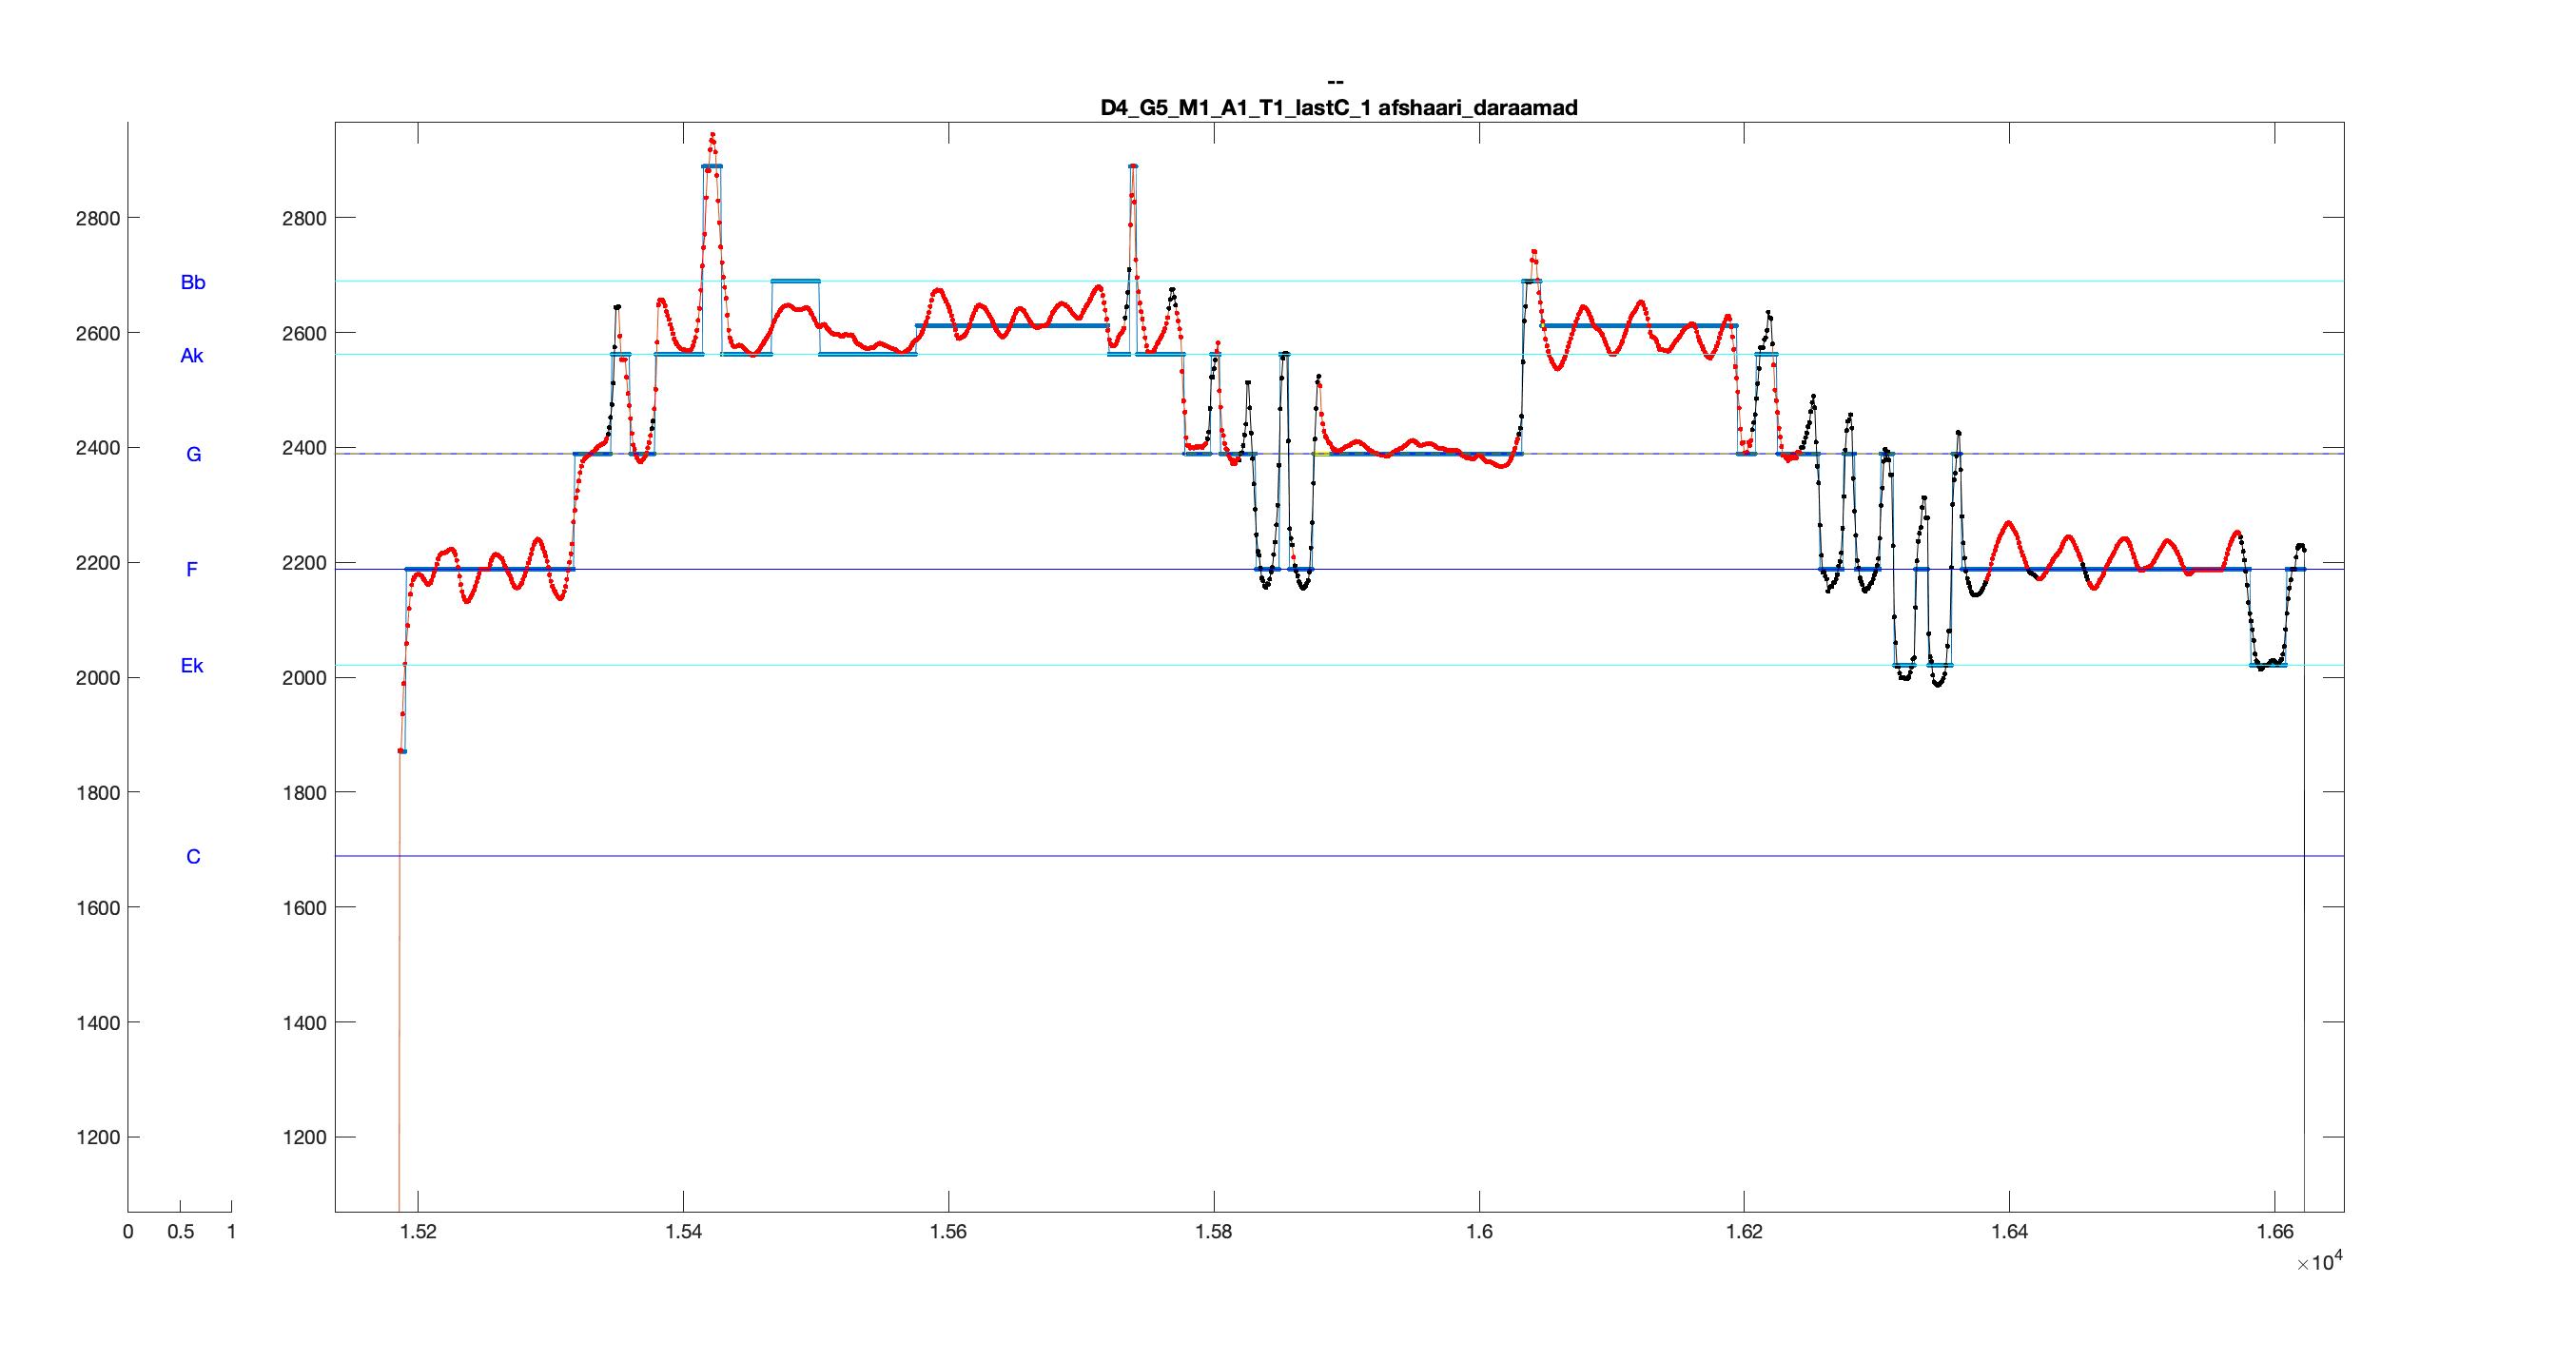 --
D4_G5_M1_A1_T1_lastC_1 afshaari_daraamad
2800 2800
Bb
2600 2600
Ak
2400 2400
G
2200 2200
F
Ek
2000 2000
1800 1800
C
1600 1600
1400 1400
1200 1200
0 0.5 1 1.52 1.54 1.56 1.58 1.6 1.62 1.64 1.66
×10⁴